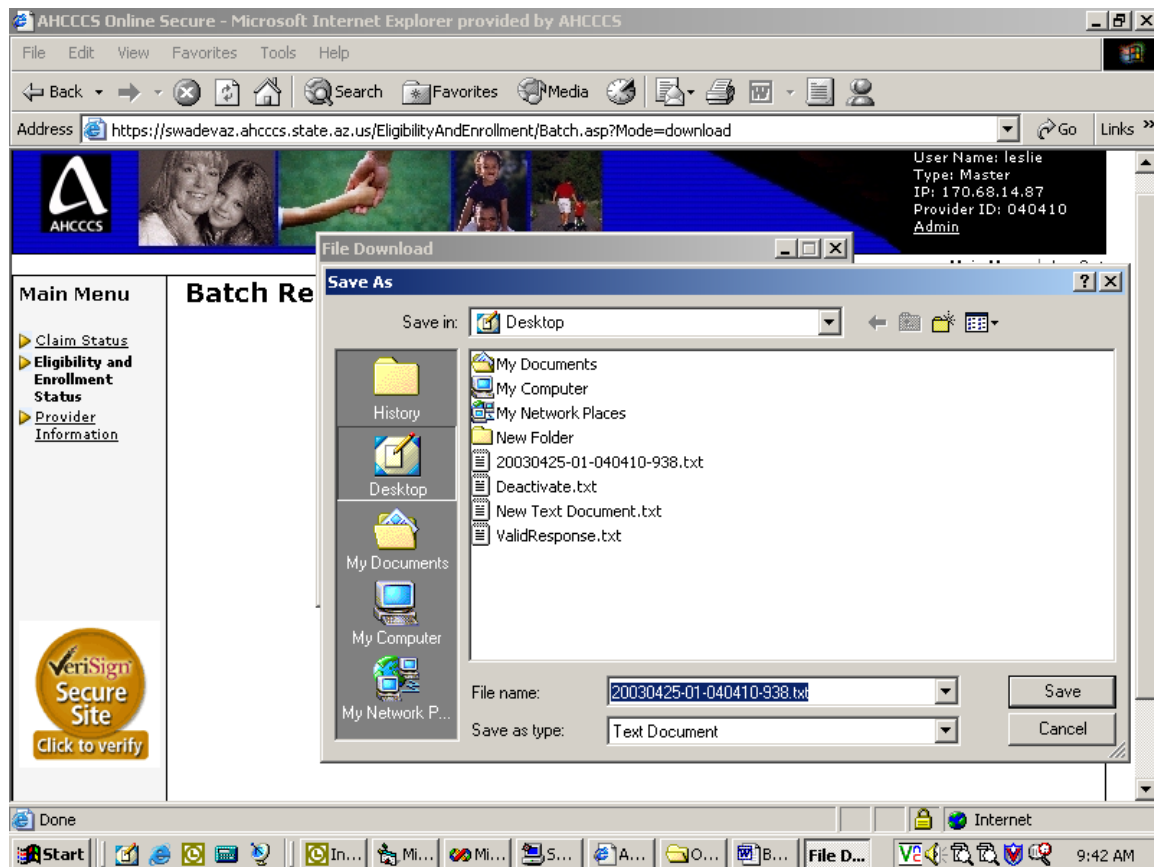 AHCCCS Online Secure - Microsoft Internet Explorer provided by AHCCCS
File Edit View Favorites Tools Help
Back Search Favorites Media
Address https://swadevaz.ahcccs.state.az.us/EligibilityAndEnrollment/Batch.asp?Mode=download Go Links »
AHCCCS
User Name: leslie
Type: Master
IP: 170.68.14.87
Provider ID: 040410
Admin
Main Menu
Claim Status
Eligibility and
Enrollment
Status
Provider
Information
VeriSign
Secure
Site
Click to verify
Batch Re
File Download
Save As
Save in: Desktop
History
Desktop
My Documents
My Computer
My Network P...
My Documents
My Computer
My Network Places
New Folder
20030425-01-040410-938.txt
Deactivate.txt
New Text Document.txt
ValidResponse.txt
File name: 20030425-01-040410-938.txt Save
Save as type: Text Document Cancel
Done Internet
Start In... Mi... Mi... S... A... O... B... File D... 9:42 AM